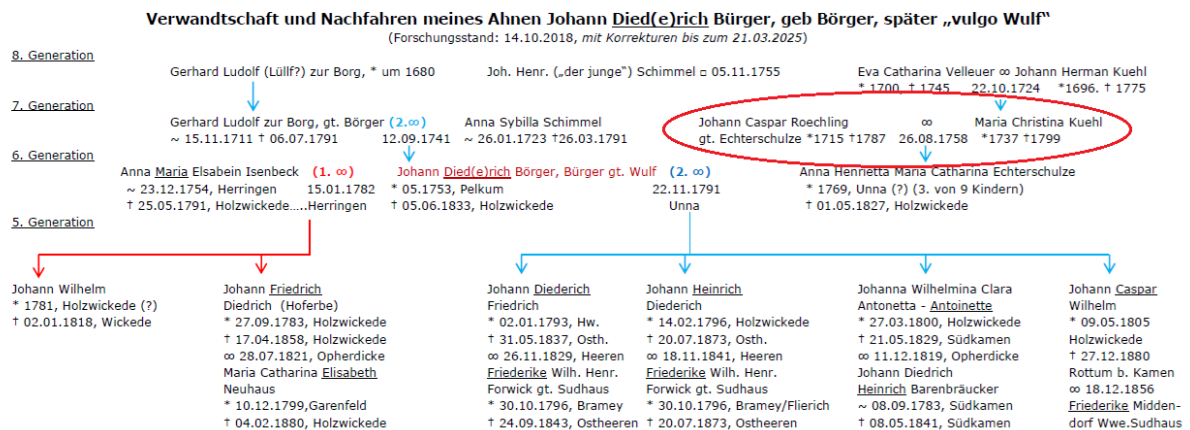 Verwandtschaft und Nachfahren meines Ahnen Johann Died(e)rich Bürger, geb Börger, später „vulgo Wulf“
(Forschungsstand: 14.10.2018, mit Korrekturen bis zum 21.03.2025)
8. Generation
Gerhard Ludolf (Lüllf?) zur Borg, * um 1680
Joh. Henr. („der junge“) Schimmel □ 05.11.1755
Eva Catharina Velleuer ∞ Johann Herman Kuehl
* 1700, † 1745 22.10.1724 *1696. † 1775
7. Generation
Gerhard Ludolf zur Borg, gt. Börger (2.∞) Anna Sybilla Schimmel
~ 15.11.1711 † 06.07.1791 12.09.1741 ~ 26.01.1723 †26.03.1791
Johann Caspar Roechling ∞ Maria Christina Kuehl
gt. Echterschulze *1715 †1787 26.08.1758 *1737 †1799
6. Generation
Anna Maria Elsabein Isenbeck (1. ∞) Johann Died(e)rich Börger, Bürger gt. Wulf (2. ∞) Anna Henrietta Maria Catharina Echterschulze
~ 23.12.1754, Herringen 15.01.1782 * 05.1753, Pelkum 22.11.1791 * 1769, Unna (?) (3. von 9 Kindern)
† 25.05.1791, Holzwickede.....Herringen † 05.06.1833, Holzwickede Unna † 01.05.1827, Holzwickede
5. Generation
Johann Wilhelm
* 1781, Holzwickede (?)
† 02.01.1818, Wickede
Johann Friedrich
Diedrich (Hoferbe)
* 27.09.1783, Holzwickede
† 17.04.1858, Holzwickede
∞ 28.07.1821, Opherdicke
Maria Catharina Elisabeth
Neuhaus
* 10.12.1799,Garenfeld
† 04.02.1880, Holzwickede
Johann Diederich
Friedrich
* 02.01.1793, Hw.
† 31.05.1837, Osth.
∞ 26.11.1829, Heeren
Friederike Wilh. Henr.
Forwick gt. Sudhaus
* 30.10.1796, Bramey
† 24.09.1843, Ostheeren
Johann Heinrich
Diederich
* 14.02.1796, Holzwickede
† 20.07.1873, Osth.
∞ 18.11.1841, Heeren
Friederike Wilh. Henr.
Forwick gt. Sudhaus
* 30.10.1796, Bramey/Flierich
† 20.07.1873, Ostheeren
Johanna Wilhelmina Clara
Antonetta - Antoinette
* 27.03.1800, Holzwickede
† 21.05.1829, Südkamen
∞ 11.12.1819, Opherdicke
Johann Diedrich
Heinrich Barenbräucker
~ 08.09.1783, Südkamen
† 08.05.1841, Südkamen
Johann Caspar
Wilhelm
* 09.05.1805
Holzwickede
† 27.12.1880
Rottum b. Kamen
∞ 18.12.1856
Friederike Midden-
dorf Wwe.Sudhaus